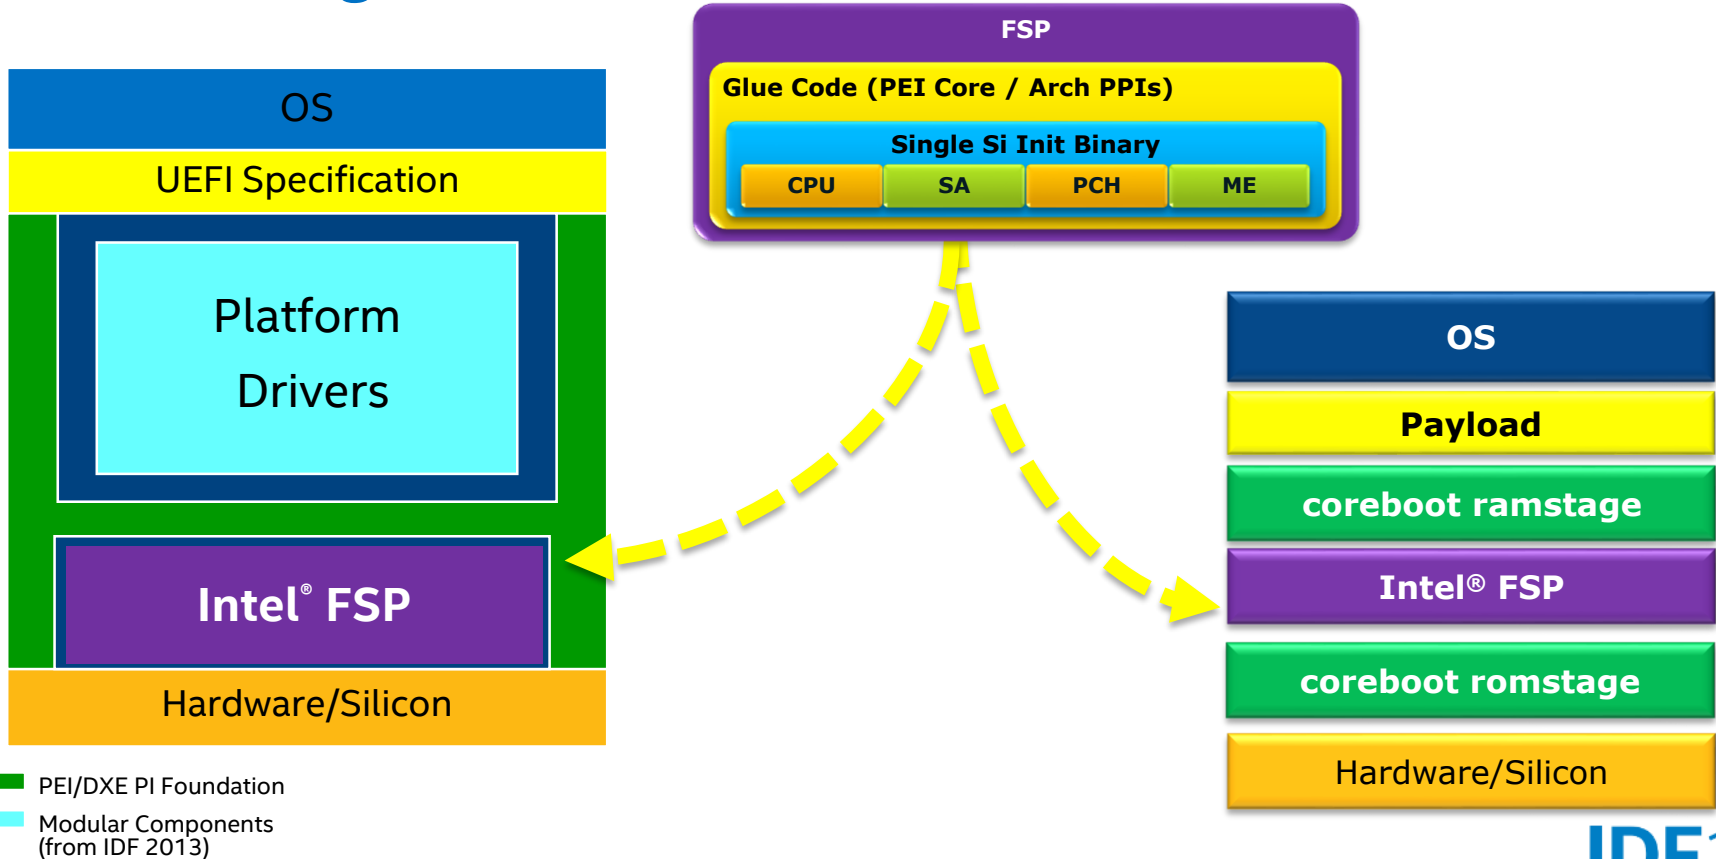 FSP
Glue Code (PEI Core / Arch PPIs)
Single Si Init Binary
CPU SA PCH ME
OS
UEFI Specification
Platform
Drivers
Intel® FSP
Hardware/Silicon
PEI/DXE PI Foundation
Modular Components
(from IDF 2013)
OS
Payload
coreboot ramstage
Intel® FSP
coreboot romstage
Hardware/Silicon
IDF